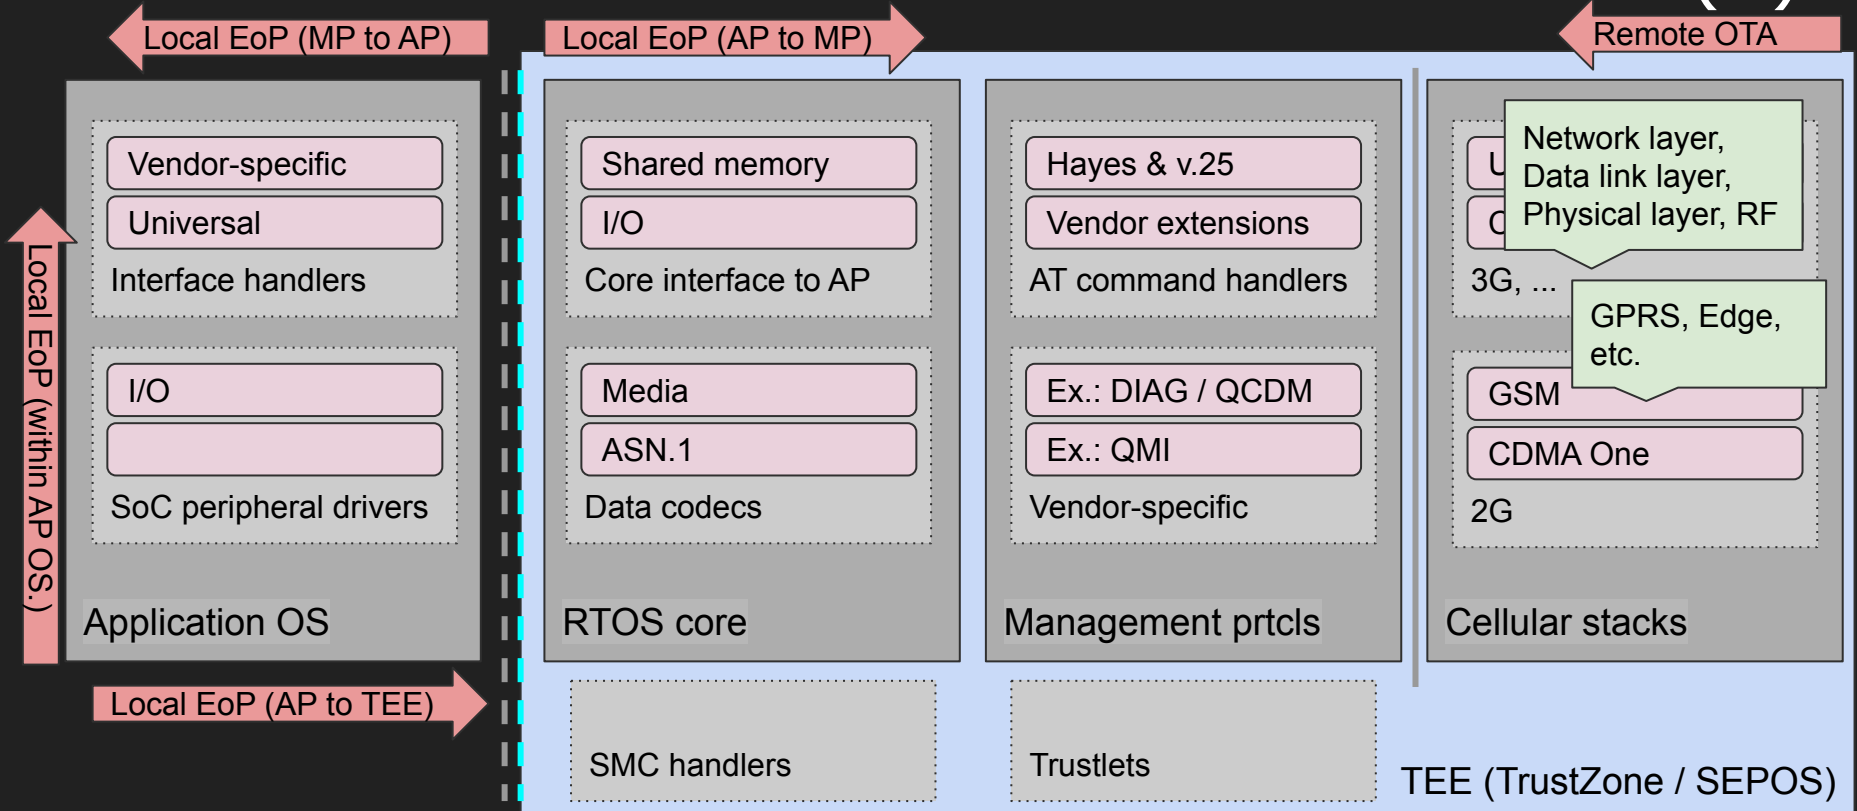 Local EoP (MP to AP)
Local EoP (AP to MP)
Remote OTA
Local EoP (within AP OS.)
Vendor-specific
Universal
Interface handlers
I/O
SoC peripheral drivers
Application OS
Local EoP (AP to TEE)
Shared memory
I/O
Core interface to AP
Media
ASN.1
Data codecs
RTOS core
SMC handlers
Hayes & v.25
Vendor extensions
AT command handlers
Ex.: DIAG / QCDM
Ex.: QMI
Vendor-specific
Management prtcls
Trustlets
Network layer,
Data link layer,
Physical layer, RF
3G, ...
GPRS, Edge,
etc.
GSM
CDMA One
2G
Cellular stacks
TEE (TrustZone / SEPOS)